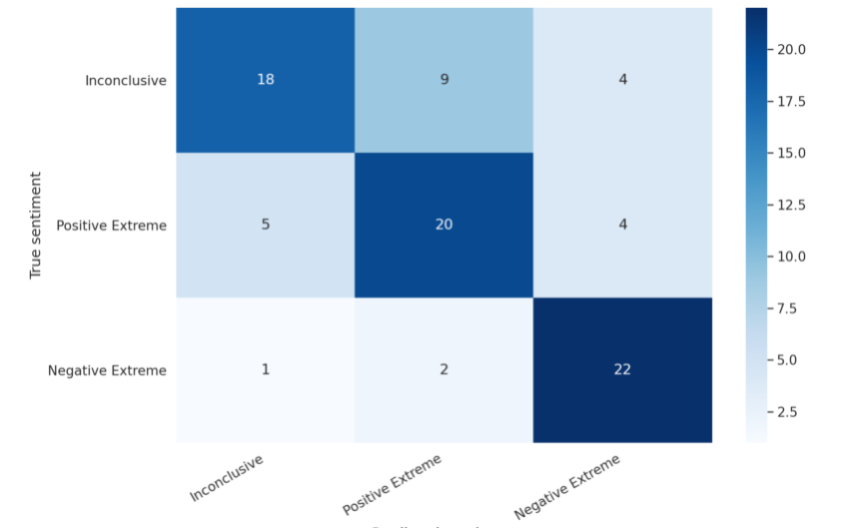 Inconclusive 18 9 4
Positive Extreme 5 20 4
Negative Extreme 1 2 22
True sentiment
Inconclusive Positive Extreme Negative Extreme
20.0
17.5
15.0
12.5
10.0
7.5
5.0
2.5